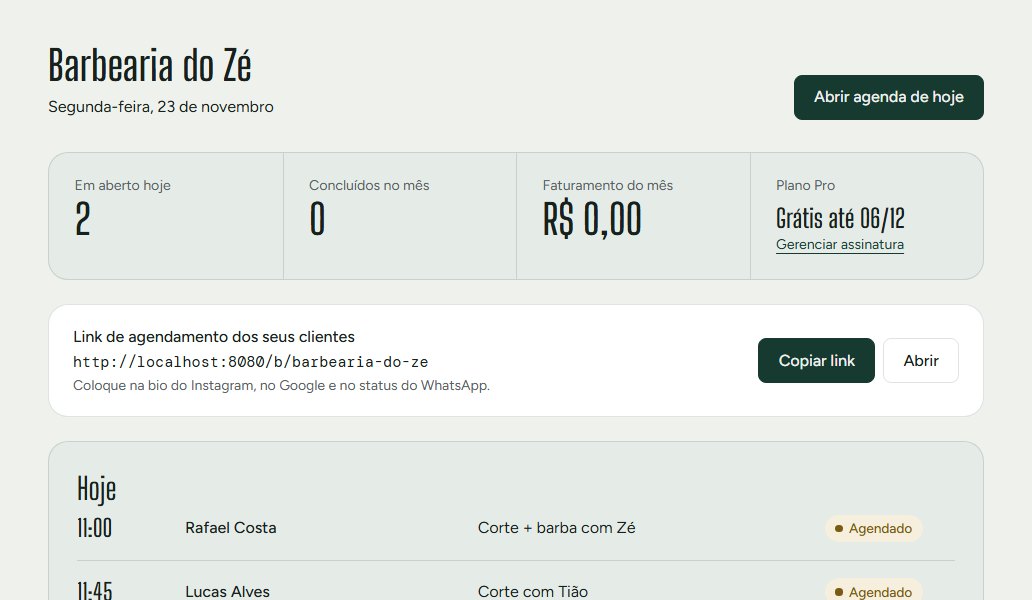 Barbearia do Zé
Segunda-feira, 23 de novembro
Abrir agenda de hoje
Em aberto hoje
2
Concluídos no mês
0
Faturamento do mês
R$ 0,00
Plano Pro
Grátis até 06/12
Gerenciar assinatura
Link de agendamento dos seus clientes
http://localhost:8080/b/barbearia-do-ze
Coloque na bio do Instagram, no Google e no status do WhatsApp.
Copiar link
Abrir
Hoje
11:00 Rafael Costa Corte + barba com Zé Agendado
11:45 Lucas Alves Corte com Tião Agendado